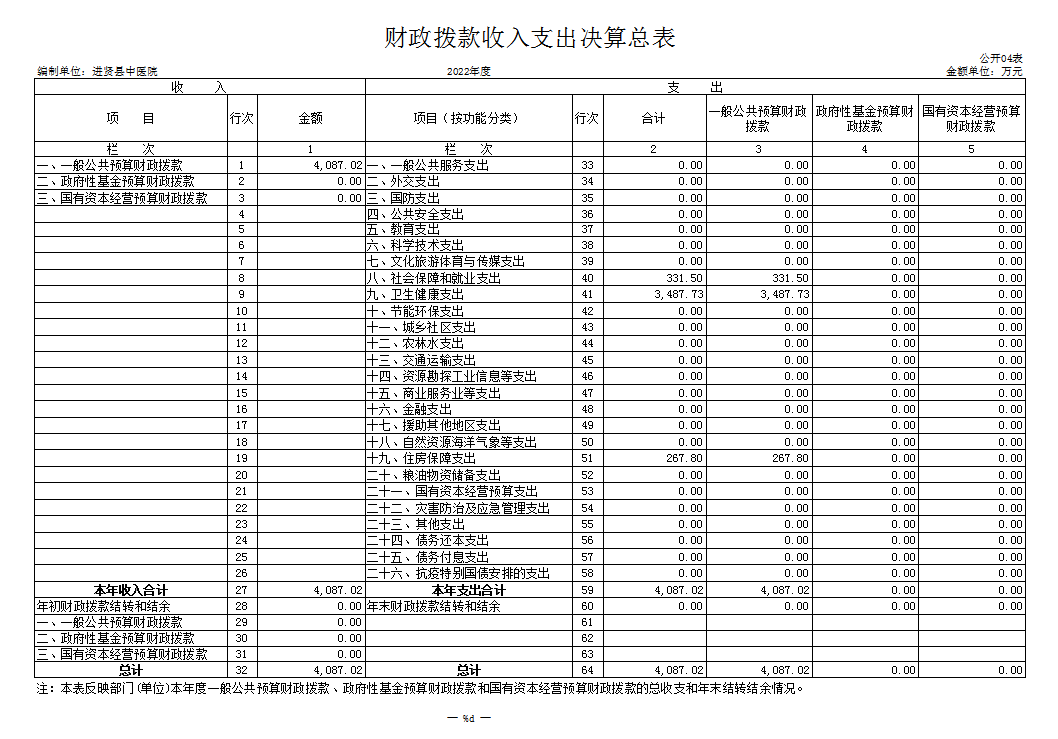 财政拨款收入支出决算总表
公开04表
编制单位：进贤县中医院 2022年度 金额单位：万元
收 入 支 出
项 目 行次 金额 项目（按功能分类） 行次 合计 一般公共预算财政拨款 政府性基金预算财政拨款 国有资本经营预算财政拨款
栏 次 1 栏 次 2 3 4 5
一、一般公共预算财政拨款 1 4,087.02 一、一般公共服务支出 33 0.00 0.00 0.00 0.00
二、政府性基金预算财政拨款 2 0.00 二、外交支出 34 0.00 0.00 0.00 0.00
三、国有资本经营预算财政拨款 3 0.00 三、国防支出 35 0.00 0.00 0.00 0.00
4 四、公共安全支出 36 0.00 0.00 0.00 0.00
5 五、教育支出 37 0.00 0.00 0.00 0.00
6 六、科学技术支出 38 0.00 0.00 0.00 0.00
7 七、文化旅游体育与传媒支出 39 0.00 0.00 0.00 0.00
8 八、社会保障和就业支出 40 331.50 331.50 0.00 0.00
9 九、卫生健康支出 41 3,487.73 3,487.73 0.00 0.00
10 十、节能环保支出 42 0.00 0.00 0.00 0.00
11 十一、城乡社区支出 43 0.00 0.00 0.00 0.00
12 十二、农林水支出 44 0.00 0.00 0.00 0.00
13 十三、交通运输支出 45 0.00 0.00 0.00 0.00
14 十四、资源勘探工业信息等支出 46 0.00 0.00 0.00 0.00
15 十五、商业服务业等支出 47 0.00 0.00 0.00 0.00
16 十六、金融支出 48 0.00 0.00 0.00 0.00
17 十七、援助其他地区支出 49 0.00 0.00 0.00 0.00
18 十八、自然资源海洋气象等支出 50 0.00 0.00 0.00 0.00
19 十九、住房保障支出 51 267.80 267.80 0.00 0.00
20 二十、粮油物资储备支出 52 0.00 0.00 0.00 0.00
21 二十一、国有资本经营预算支出 53 0.00 0.00 0.00 0.00
22 二十二、灾害防治及应急管理支出 54 0.00 0.00 0.00 0.00
23 二十三、其他支出 55 0.00 0.00 0.00 0.00
24 二十四、债务还本支出 56 0.00 0.00 0.00 0.00
25 二十五、债务付息支出 57 0.00 0.00 0.00 0.00
26 二十六、抗疫特别国债安排的支出 58 0.00 0.00 0.00 0.00
本年收入合计 27 4,087.02 本年支出合计 59 4,087.02 4,087.02 0.00 0.00
年初财政拨款结转和结余 28 0.00 年末财政拨款结转和结余 60 0.00 0.00 0.00 0.00
一、一般公共预算财政拨款 29 0.00 61
二、政府性基金预算财政拨款 30 0.00 62
三、国有资本经营预算财政拨款 31 0.00 63
总计 32 4,087.02 总计 64 4,087.02 4,087.02 0.00 0.00
注：本表反映部门(单位)本年度一般公共预算财政拨款、政府性基金预算财政拨款和国有资本经营预算财政拨款的总收支和年末结转结余情况。
— %d —